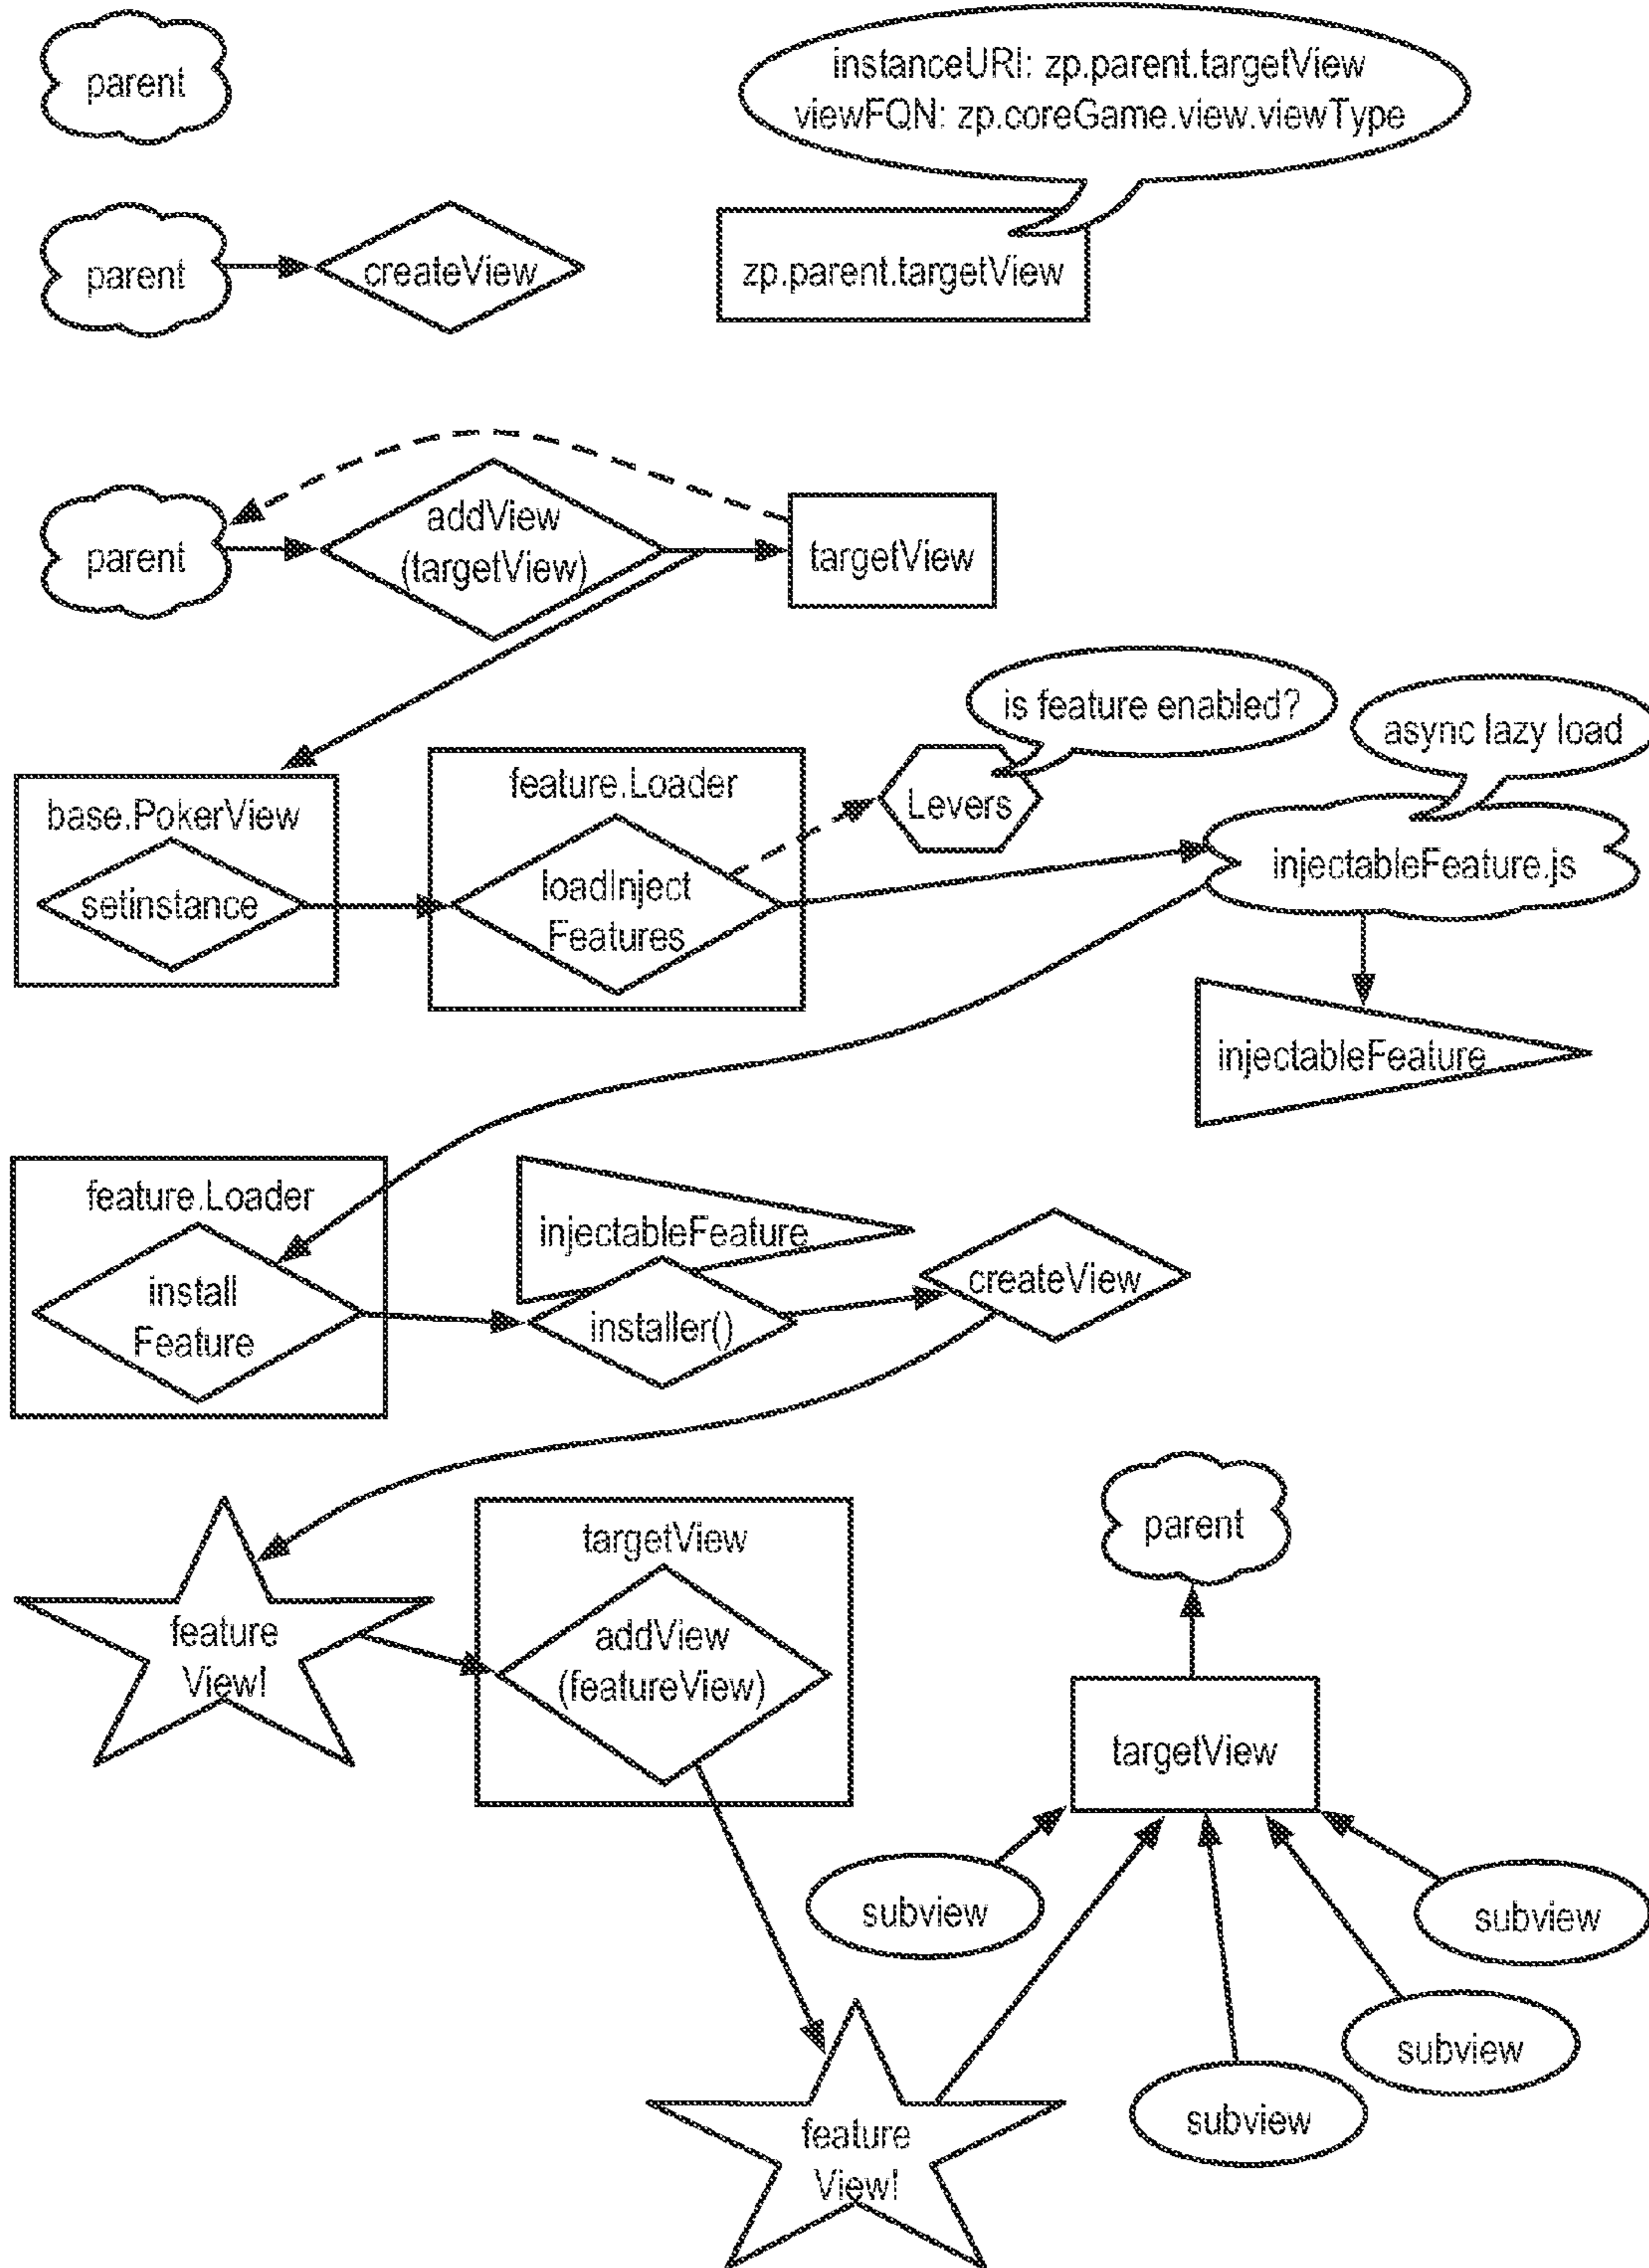 parent
instanceURI: zp.parent.targetView
viewFQN: zp.coreGame.view.viewType
parent
createView
zp.parent.targetView
parent
addView
(targetView)
targetView
is feature enabled?
async lazy load
base.PokerView
setinstance
feature.Loader
loadInject
Features
Levers
injectableFeature.js
injectableFeature
feature.Loader
install
Feature
injectableFeature
installer()
createView
feature
View!
targetView
addView
(featureView)
parent
targetView
subview
subview
subview
subview
feature
View!